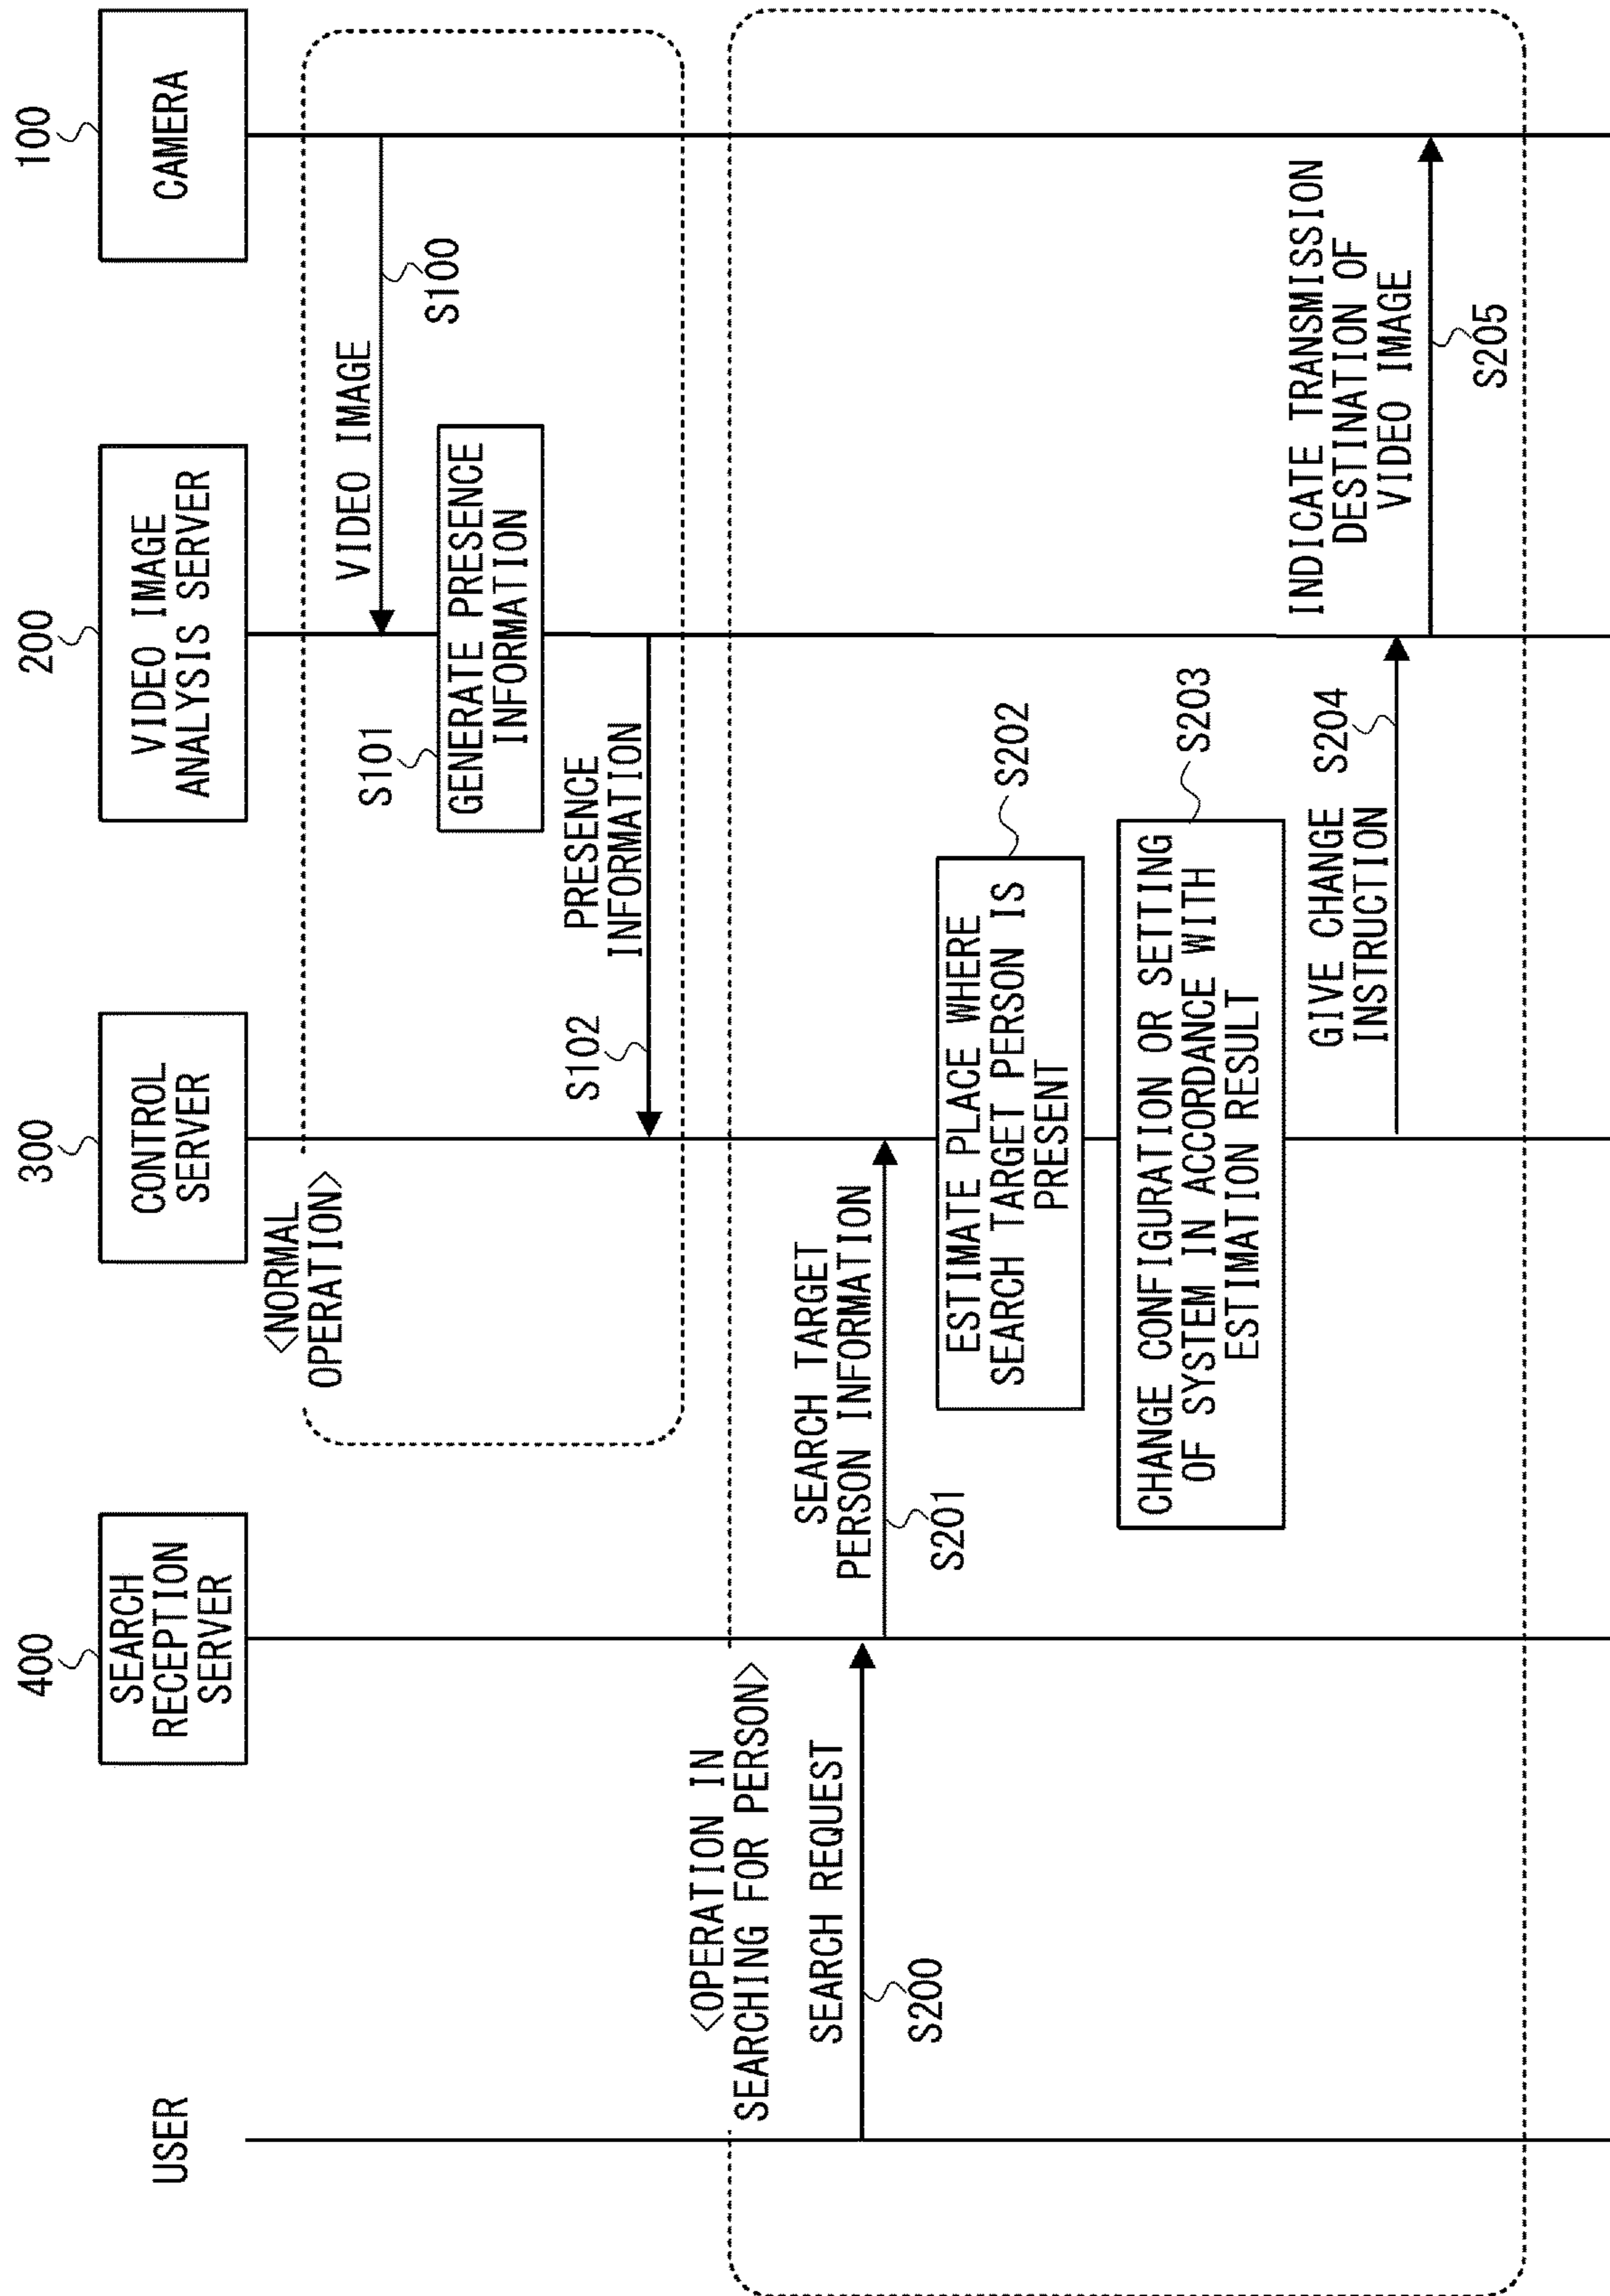 USER
400
SEARCH
RECEPTION
SERVER
300
CONTROL
SERVER
200
VIDEO IMAGE
ANALYSIS SERVER
100
CAMERA
<NORMAL
OPERATION>
VIDEO IMAGE
S100
S101
GENERATE PRESENCE
INFORMATION
PRESENCE
INFORMATION
S102
<OPERATION IN
SEARCHING FOR PERSON>
SEARCH REQUEST
S200
SEARCH TARGET
PERSON INFORMATION
S201
ESTIMATE PLACE WHERE
SEARCH TARGET PERSON IS
PRESENT
S202
CHANGE CONFIGURATION OR SETTING
OF SYSTEM IN ACCORDANCE WITH
ESTIMATION RESULT
S203
GIVE CHANGE
INSTRUCTION
S204
INDICATE TRANSMISSION
DESTINATION OF
VIDEO IMAGE
S205